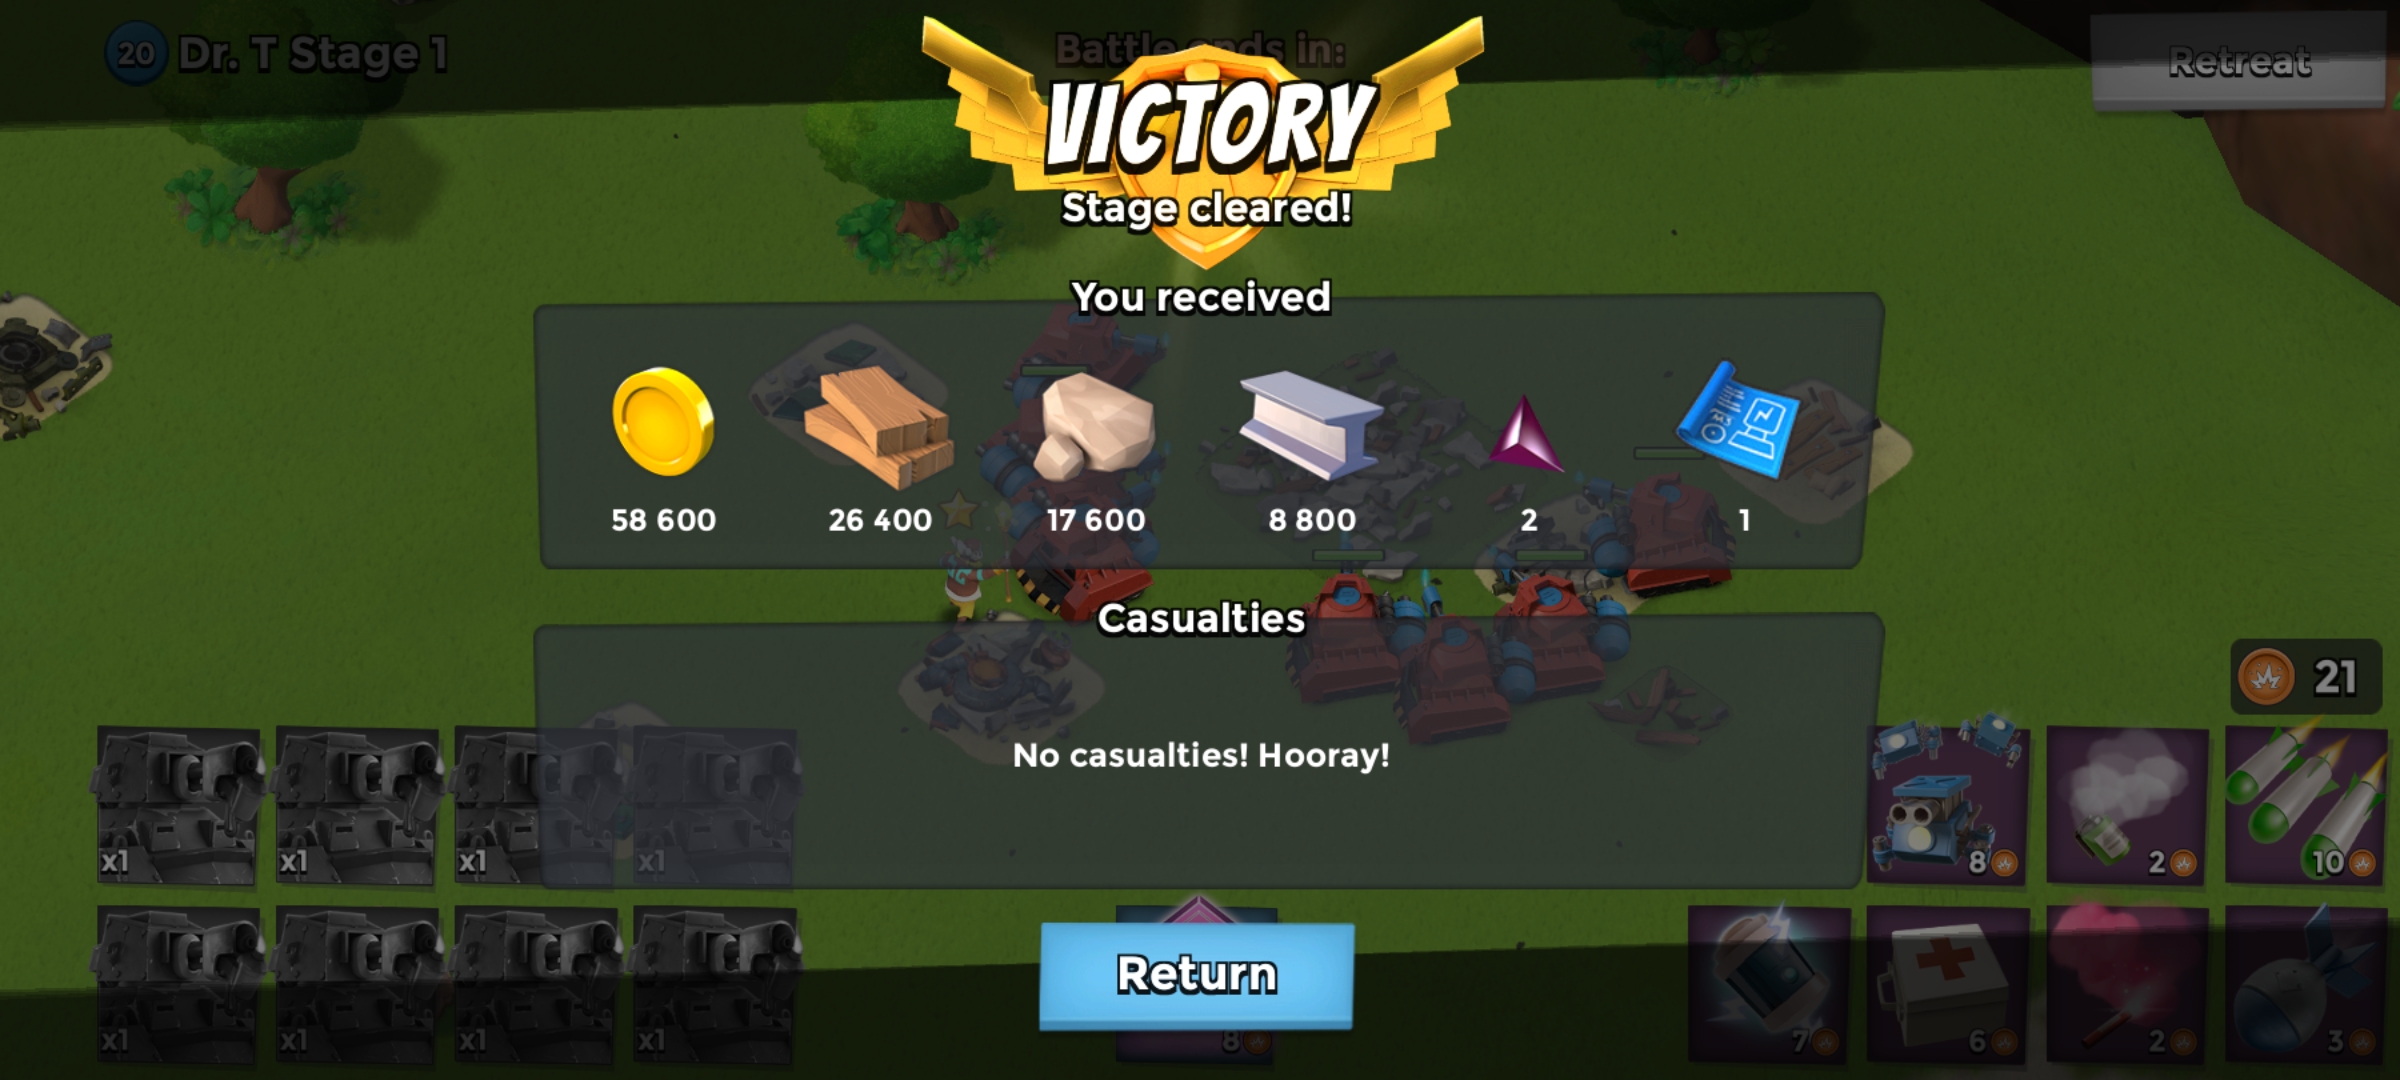 20 Dr. T Stage 1
Battle ends in:
Retreat
VICTORY
Stage cleared!
You received
58 600 26 400 17 600 8 800 2 1
Casualties
No casualties! Hooray!
21
x1 x1 x1 x1
8 2 10
Return
x1 x1 x1 x1
8
7 6 2 3